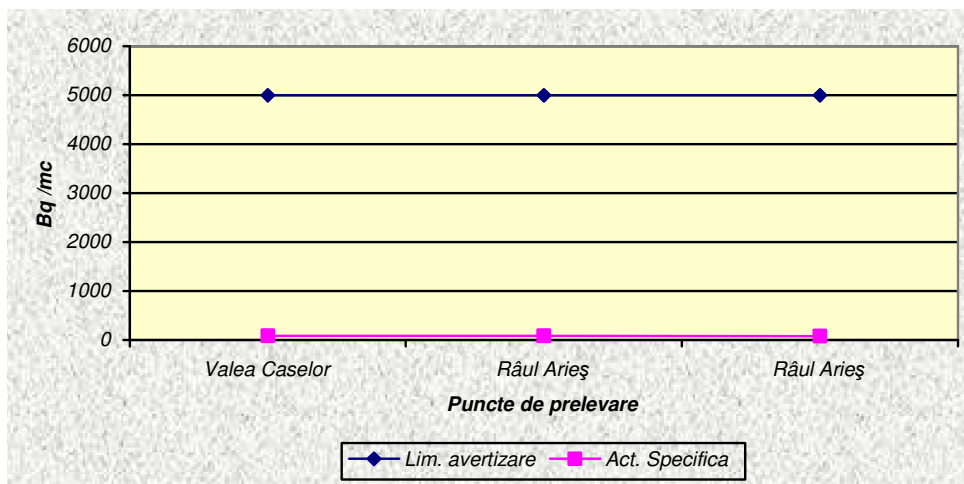 6000
5000
4000
3000
2000
1000
0
Bq /mc
Valea Caselor Râul Arieş Râul Arieş
Puncte de prelevare
Lim. avertizare Act. Specifica